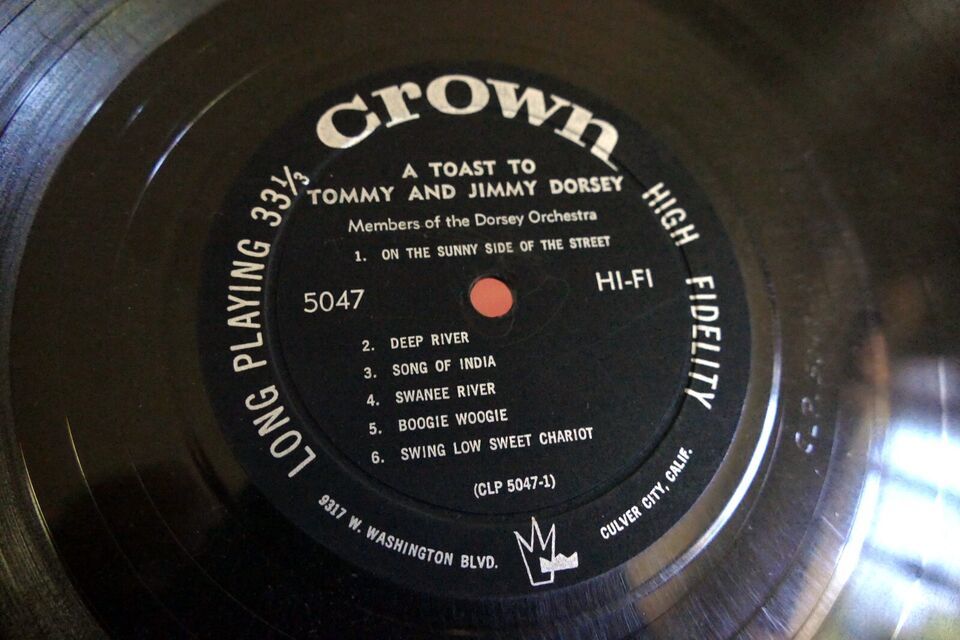 Crown
A TOAST TO
TOMMY AND JIMMY DORSEY
Members of the Dorsey Orchestra
1. ON THE SUNNY SIDE OF THE STREET
5047
HI-FI
2. DEEP RIVER
3. SONG OF INDIA
4. SWANEE RIVER
5. BOOGIE WOOGIE
6. SWING LOW SWEET CHARIOT
(CLP 5047-1)
LONG PLAYING 33⅓
HIGH FIDELITY
9317 W. WASHINGTON BLVD.
CULVER CITY, CALIF.